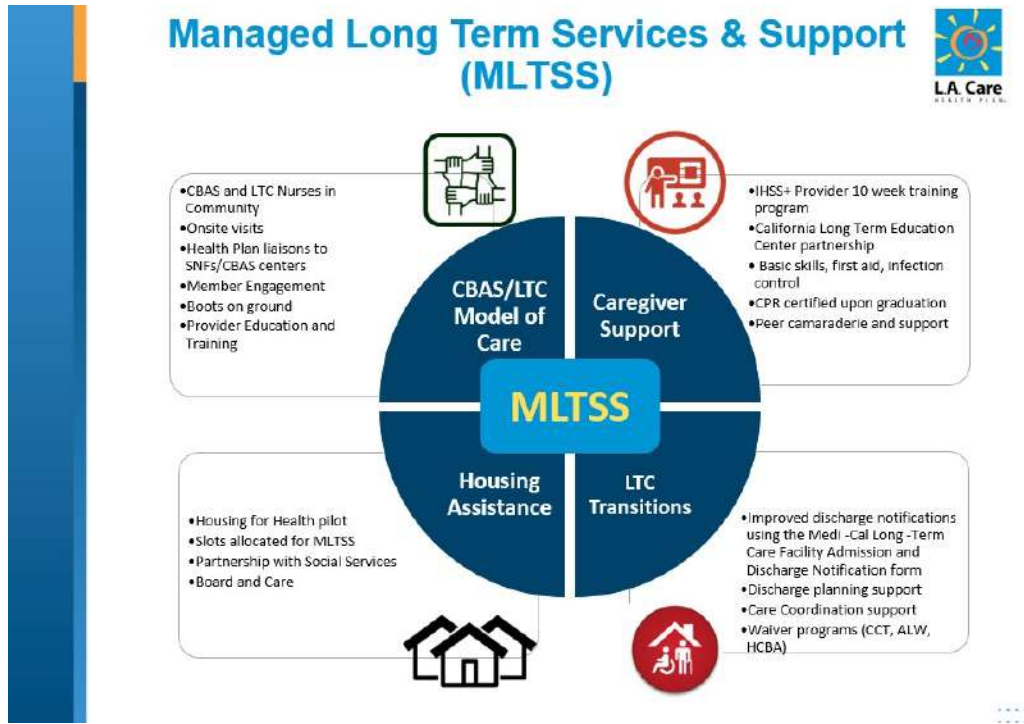 Managed Long Term Services & Support
(MLTSS)
L.A. Care
HEALTH PLAN
•CBAS and LTC Nurses in
Community
•Onsite visits
•Health Plan liaisons to
SNFs/CBAS centers
•Member Engagement
•Boots on ground
•Provider Education and
Training
CBAS/LTC
Model of
Care
Caregiver
Support
•IHSS+ Provider 10 week training
program
•California Long Term Education
Center partnership
• Basic skills, first aid, infection
control
•CPR certified upon graduation
•Peer camaraderie and support
MLTSS
Housing
Assistance
LTC
Transitions
•Housing for Health pilot
•Slots allocated for MLTSS
•Partnership with Social Services
•Board and Care
•Improved discharge notifications
using the Medi -Cal Long -Term
Care Facility Admission and
Discharge Notification form
•Discharge planning support
•Care Coordination support
•Waiver programs (CCT, ALW,
HCBA)